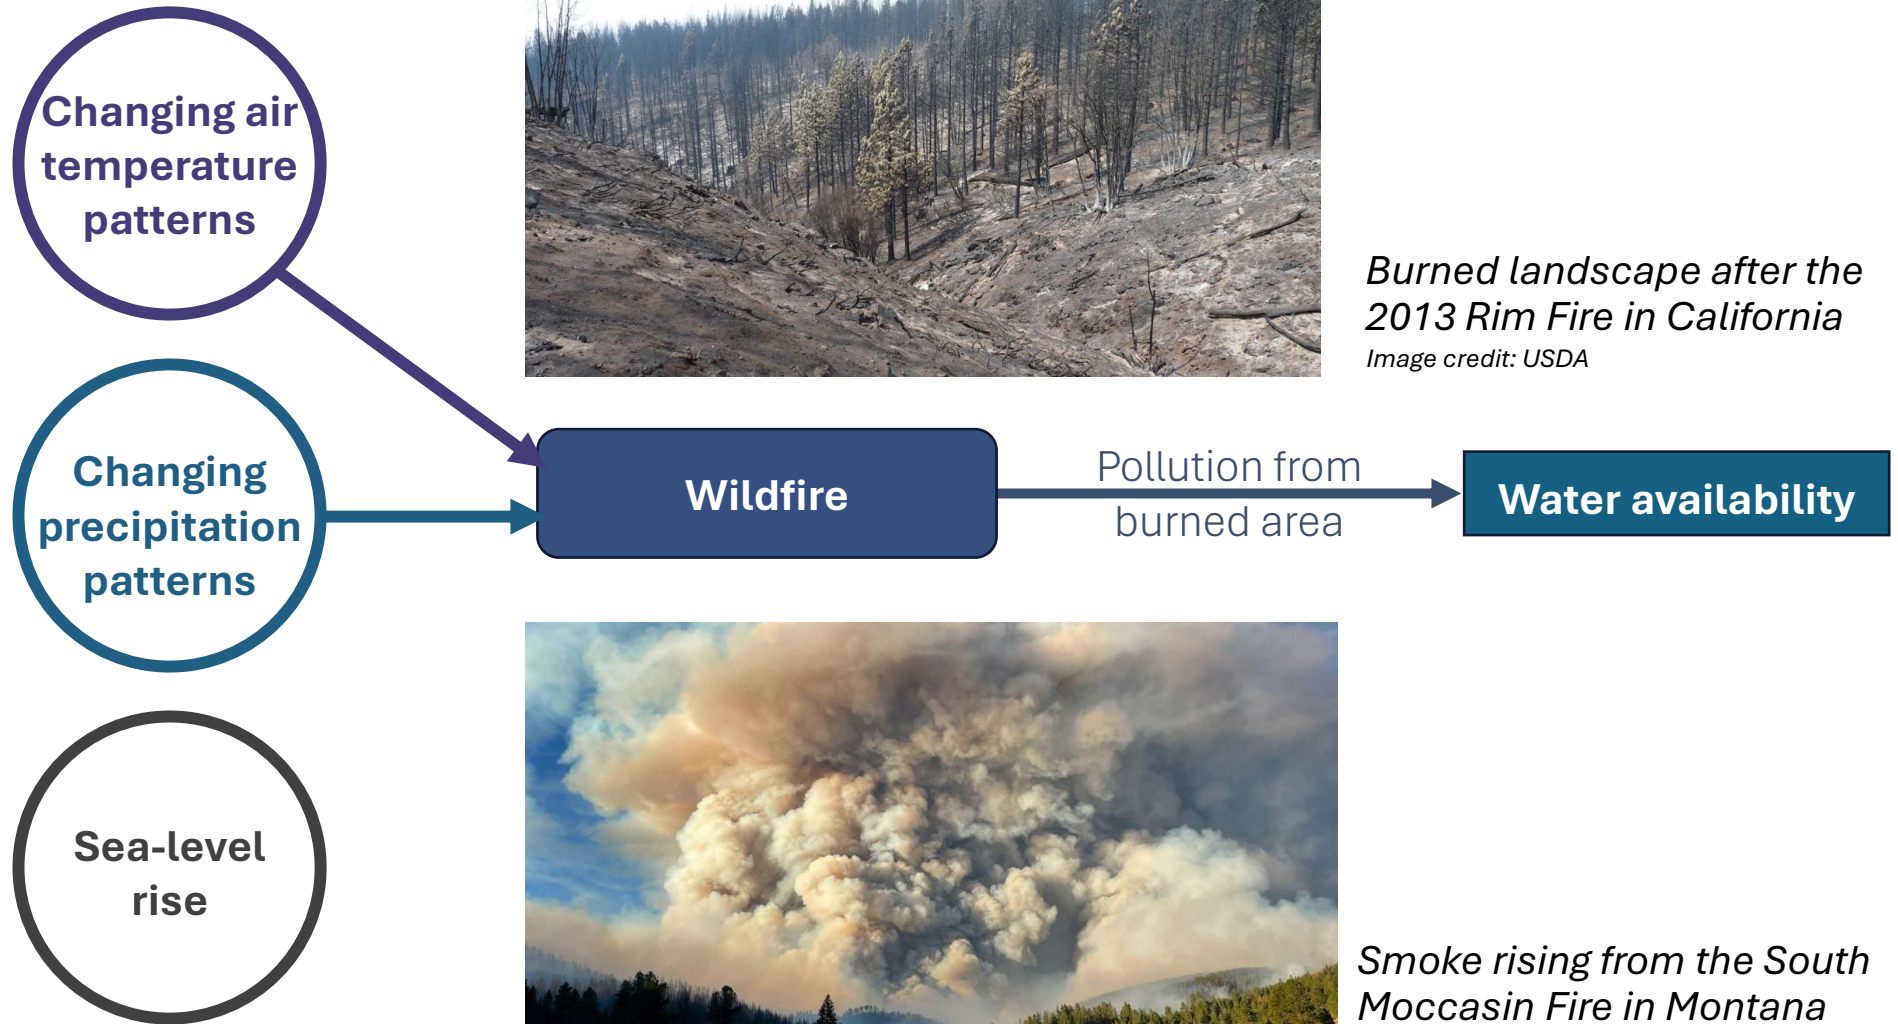 Changing air
temperature
patterns
Burned landscape after the
2013 Rim Fire in California
Image credit: USDA
Changing
precipitation
patterns
Wildfire
Pollution from
burned area
Water availability
Sea-level
rise
Smoke rising from the South
Moccasin Fire in Montana